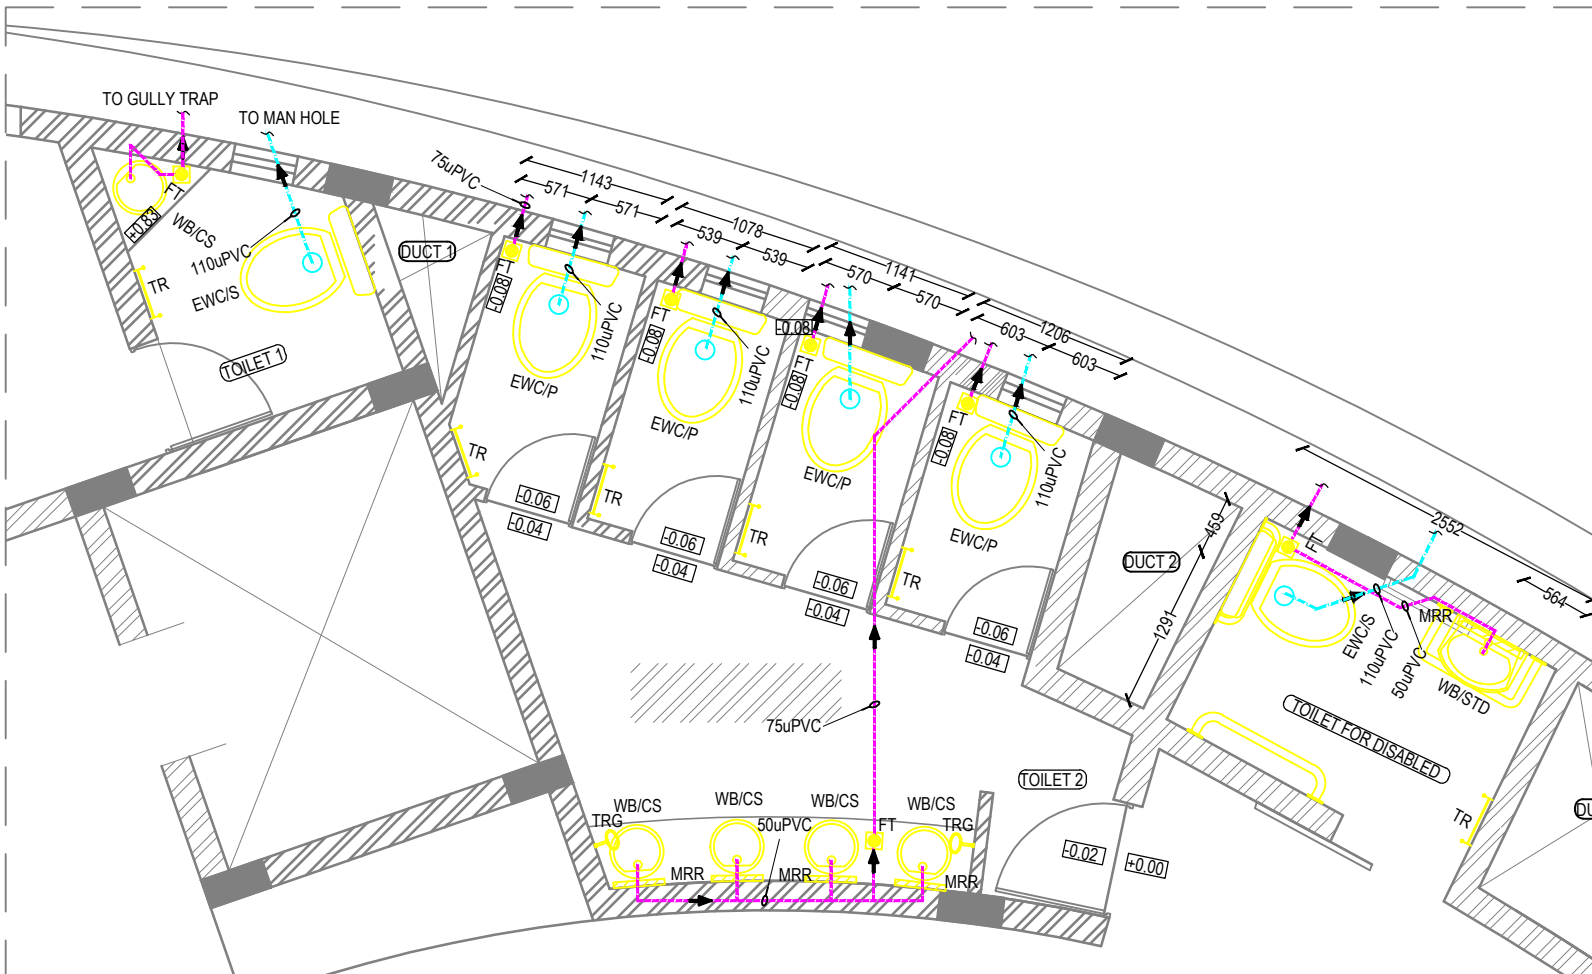 TO GULLY TRAP
TO MAN HOLE
75uPVC
1143
571
571
1078
539
539
1141
570
570
1206
603
603
2552
564
459
1291
FT
+0.83
WB/CS
110uPVC
EWC/S
TR
TOILET 1
DUCT 1
FT
-0.08
110uPVC
EWC/P
TR
-0.06
-0.04
FT
-0.08
110uPVC
EWC/P
TR
-0.06
-0.04
-0.08
FT
-0.08
EWC/P
TR
-0.06
-0.04
FT
-0.08
110uPVC
EWC/P
TR
-0.06
-0.04
DUCT 2
FT
EWC/S
110uPVC
50uPVC
MRR
WB/STD
TOILET FOR DISABLED
TR
75uPVC
TOILET 2
WB/CS
WB/CS
WB/CS
WB/CS
TRG
50uPVC
FT
TRG
MRR
MRR
MRR
-0.02
+0.00